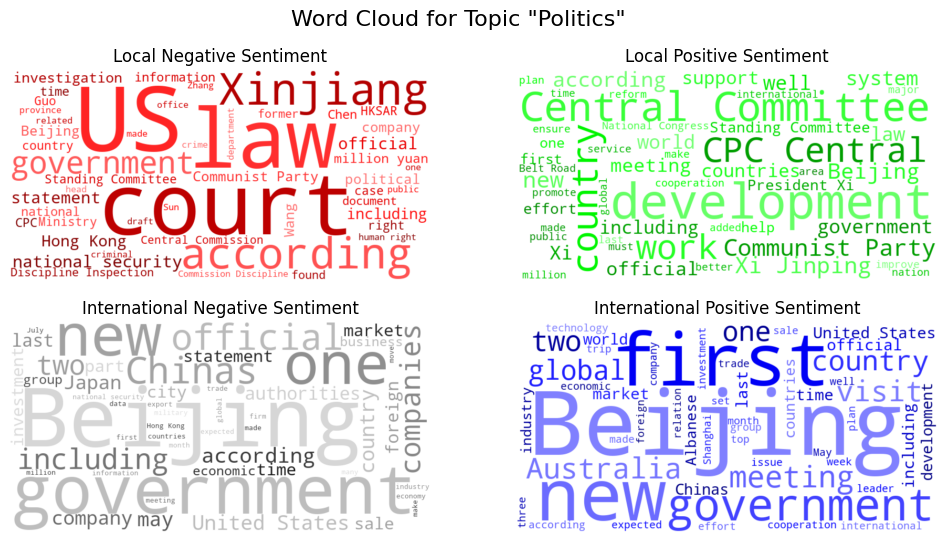 Word Cloud for Topic "Politics"
Local Negative Sentiment
investigation
information
Zhang
time
US
Xinjiang
Guo
office
former
Chen
HKSAR
province
related
made
law
department
company
Beijing
crime
official
country
million yuan
one
government
Standing Committee
Communist Party
political
head
case
public
statement
court
document
national
Sun
Wang
including
CPC
Ministry
draft
right
Hong Kong
Central Commission
according
human right
criminal
national security
Discipline Inspection
Commission Discipline
found
Local Positive Sentiment
plan
according
support
well
system
time
reform
international
major
Central Committee
ensure
National Congress
Standing Committee
law
one
service
world
make
CPC Central
first
country
meeting
countries
area
Beijing
Belt Road
new
global
cooperation
President Xi
promote
development
effort
made
including
added
help
government
public
last
work
must
Communist Party
Xi
official
better
Xi Jinping
improve
million
nation
International Negative Sentiment
July
new
official
market
last
statement
business
moves
one
two
part
Chinas
companies
investment
group
Japan
city
trade
authorities
national security
data
export
military
global
firm
Beijing
Hong Kong
expected
made
country
foreign
first
countries
month
including
according
economic
time
many
million
information
industry
government
meeting
economy
make
company
may
United States
sale
International Positive Sentiment
technology
one
sale
United States
two
world
first
official
trip
company
investment
trade
country
global
economic
last
well
market
set
countries
time
visit
industry
foreign
relation
Albanese
Beijing
month
plan
including
development
made
Shanghai
group
top
May
Australia
issue
week
meeting
Chinas
leader
new
government
three
according
expected
effort
cooperation
international